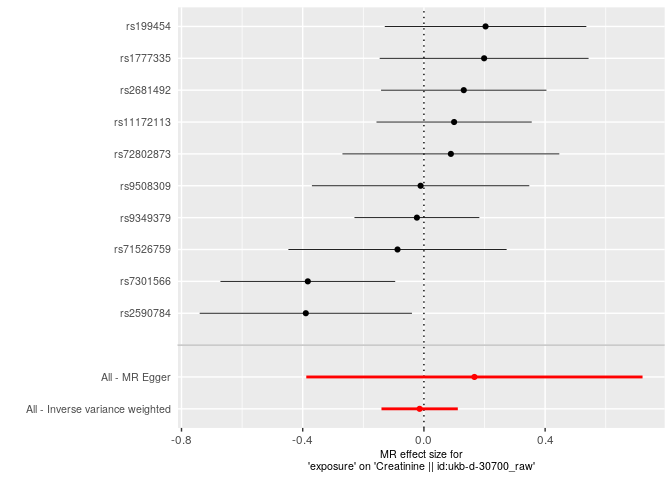 rs199454
rs1777335
rs2681492
rs11172113
rs72802873
rs9508309
rs9349379
rs71526759
rs7301566
rs2590784
All - MR Egger
All - Inverse variance weighted
-0.8 -0.4 0.0 0.4
MR effect size for
'exposure' on 'Creatinine || id:ukb-d-30700_raw'